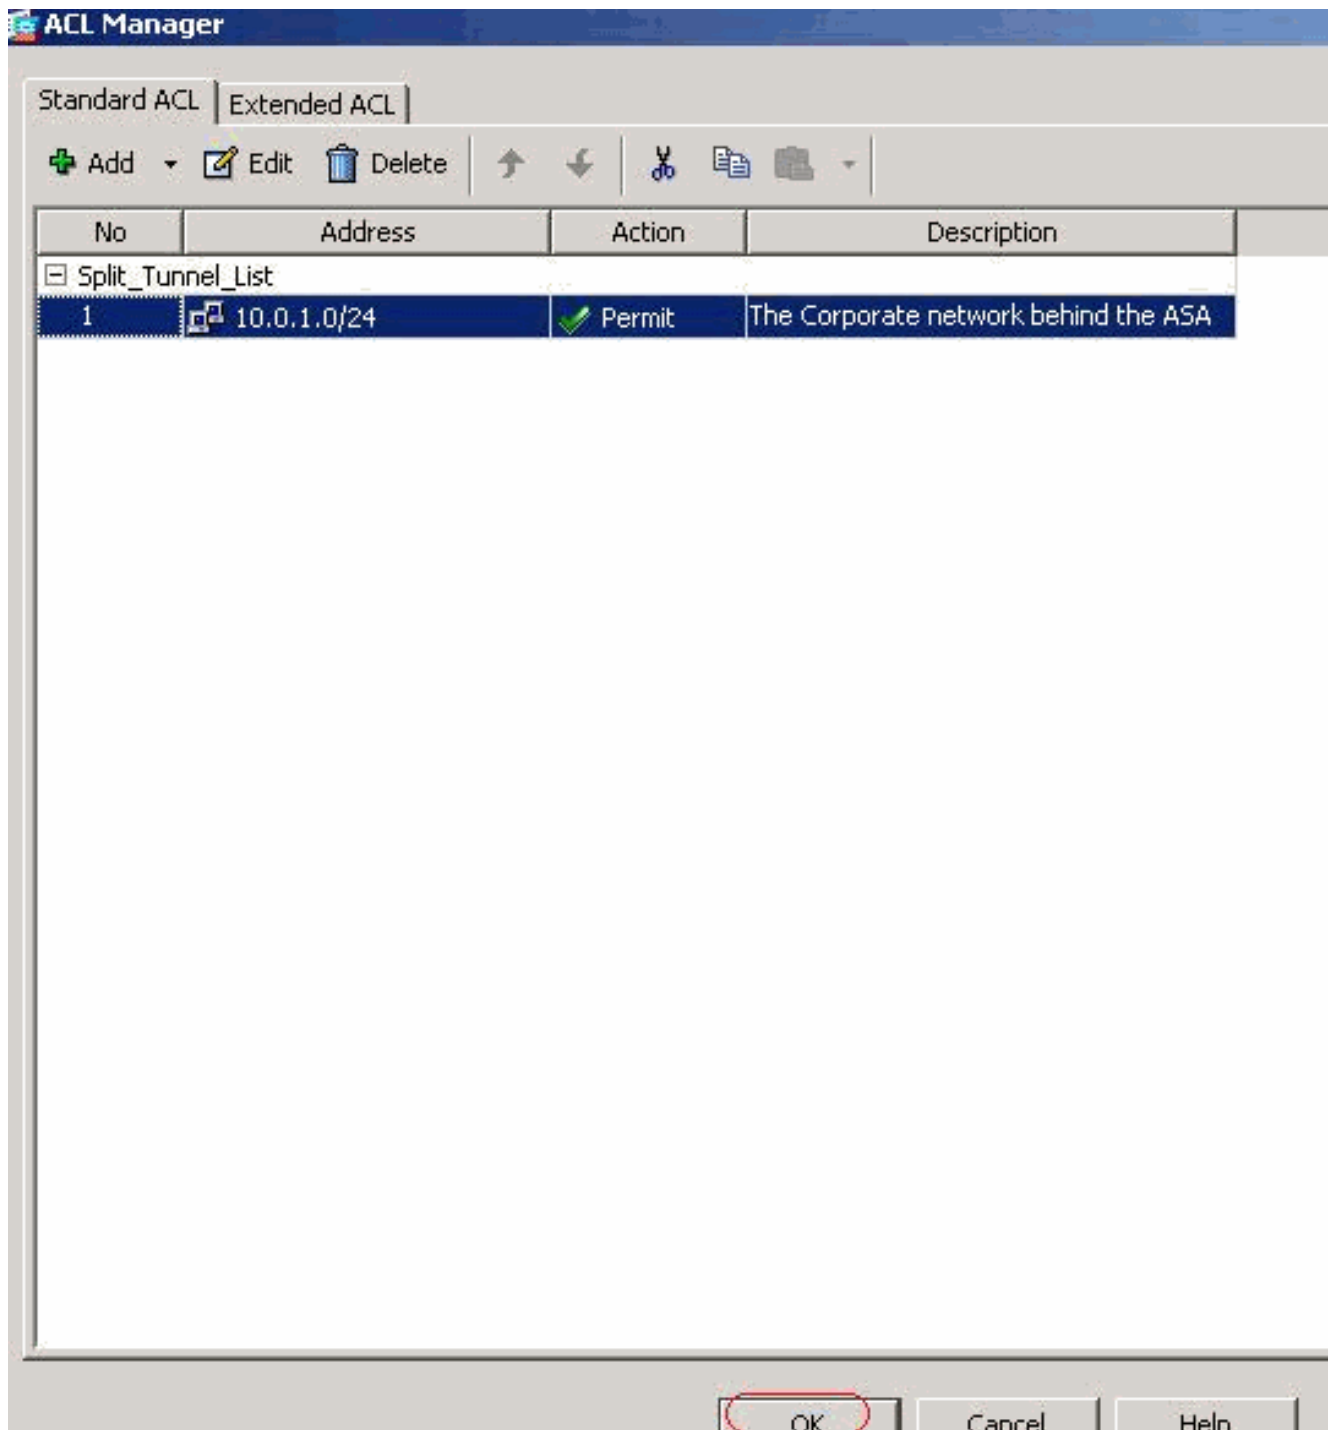 ACL Manager
Standard ACL Extended ACL
Add Edit Delete
No Address Action Description
Split_Tunnel_List
1 10.0.1.0/24 Permit The Corporate network behind the ASA
OK Cancel Help